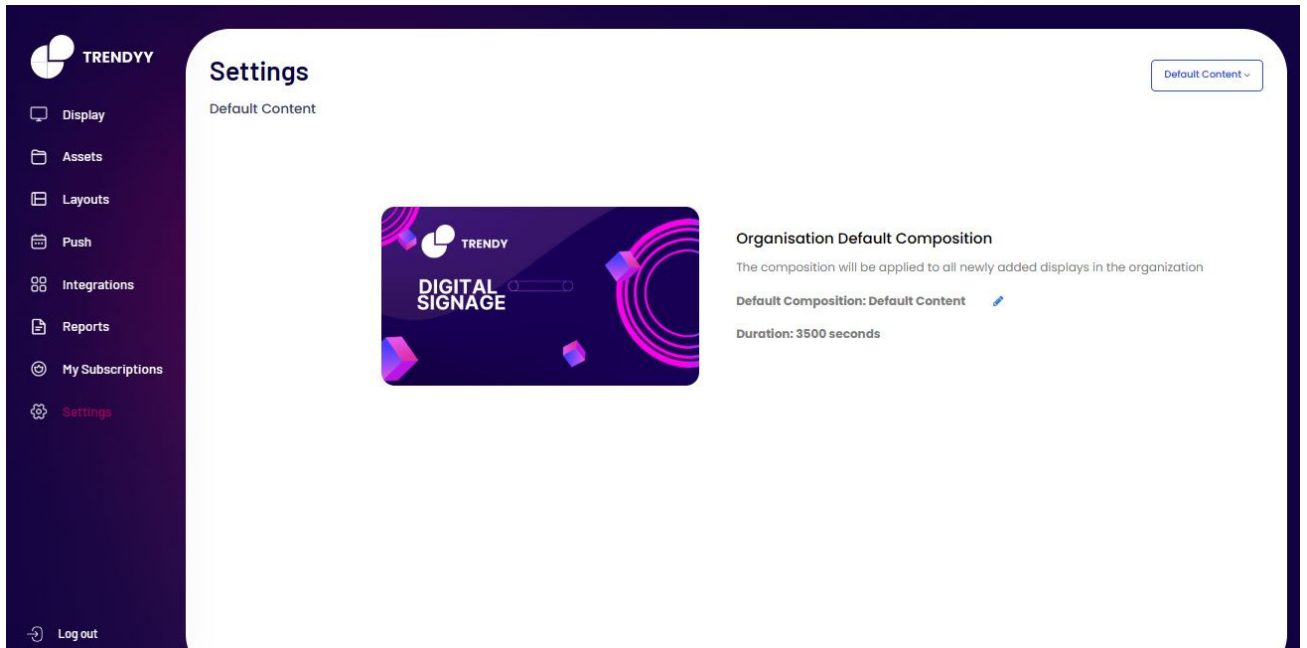 TRENDYY
Display
Assets
Layouts
Push
Integrations
Reports
My Subscriptions
Settings
Log out
Settings
Default Content
Default Content
TRENDY
DIGITAL
SIGNAGE
Organisation Default Composition
The composition will be applied to all newly added displays in the organization
Default Composition: Default Content
Duration: 3500 seconds